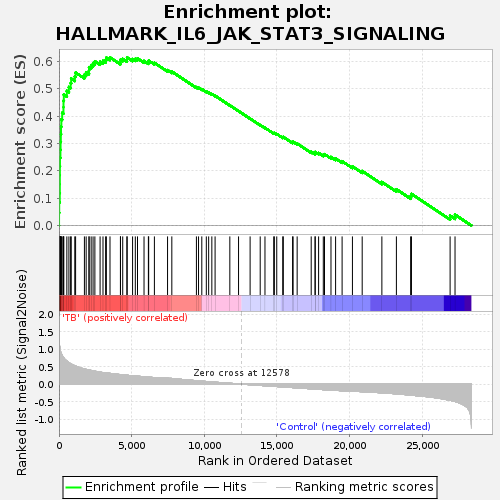 Enrichment plot:
HALLMARK_IL6_JAK_STAT3_SIGNALING
Enrichment score (ES)
0.6
0.5
0.4
0.3
0.2
0.1
0.0
'TB' (positively correlated)
Ranked list metric (Signal2Noise)
2.0
1.5
1.0
0.5
0.0
-0.5
-1.0
Zero cross at 12578
'Control' (negatively correlated)
0
5,000
10,000
15,000
20,000
25,000
Rank in Ordered Dataset
Enrichment profile
Hits
Ranking metric scores